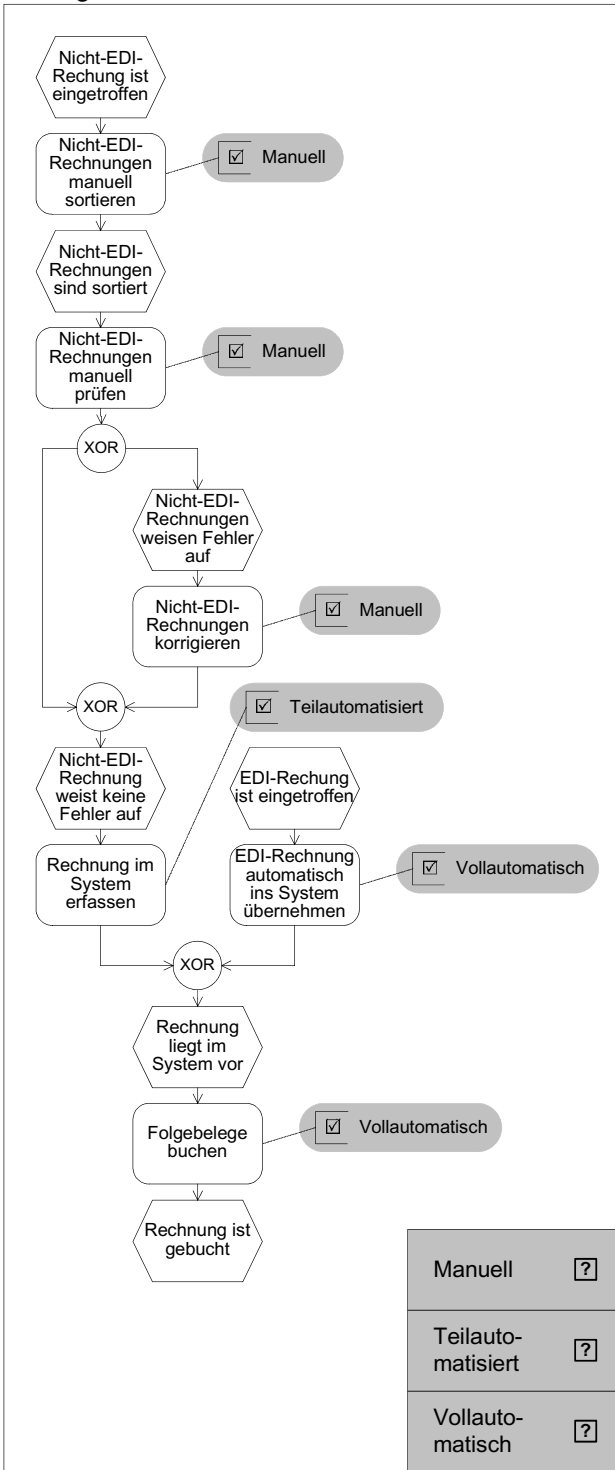 Nicht-EDI-
Rechung ist
eingetroffen
Nicht-EDI-
Rechnungen
manuell
sortieren
Manuell
Nicht-EDI-
Rechnungen
sind sortiert
Nicht-EDI-
Rechnungen
manuell
prüfen
Manuell
XOR
Nicht-EDI-
Rechnungen
weisen Fehler
auf
Nicht-EDI-
Rechnungen
korrigieren
Manuell
XOR
Teilautomatisiert
Nicht-EDI-
Rechnung
weist keine
Fehler auf
EDI-Rechung
ist eingetroffen
Rechnung im
System
erfassen
EDI-Rechnung
automatisch
ins System
übernehmen
Vollautomatisch
XOR
Rechnung
liegt im
System vor
Folgebelege
buchen
Vollautomatisch
Rechnung ist
gebucht
Manuell ?
Teilauto-
matisiert ?
Vollauto-
matisch ?